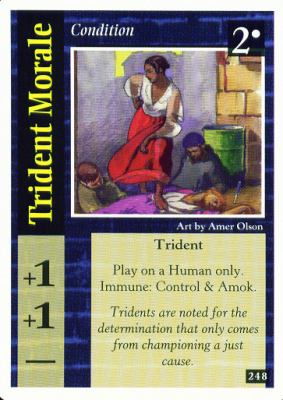 Trident Morale
Condition
2•
Art by Amer Olson
Trident
Play on a Human only.
Immune: Control & Amok.
Tridents are noted for the
determination that only comes
from championing a just
cause.
+1
+1
—
248